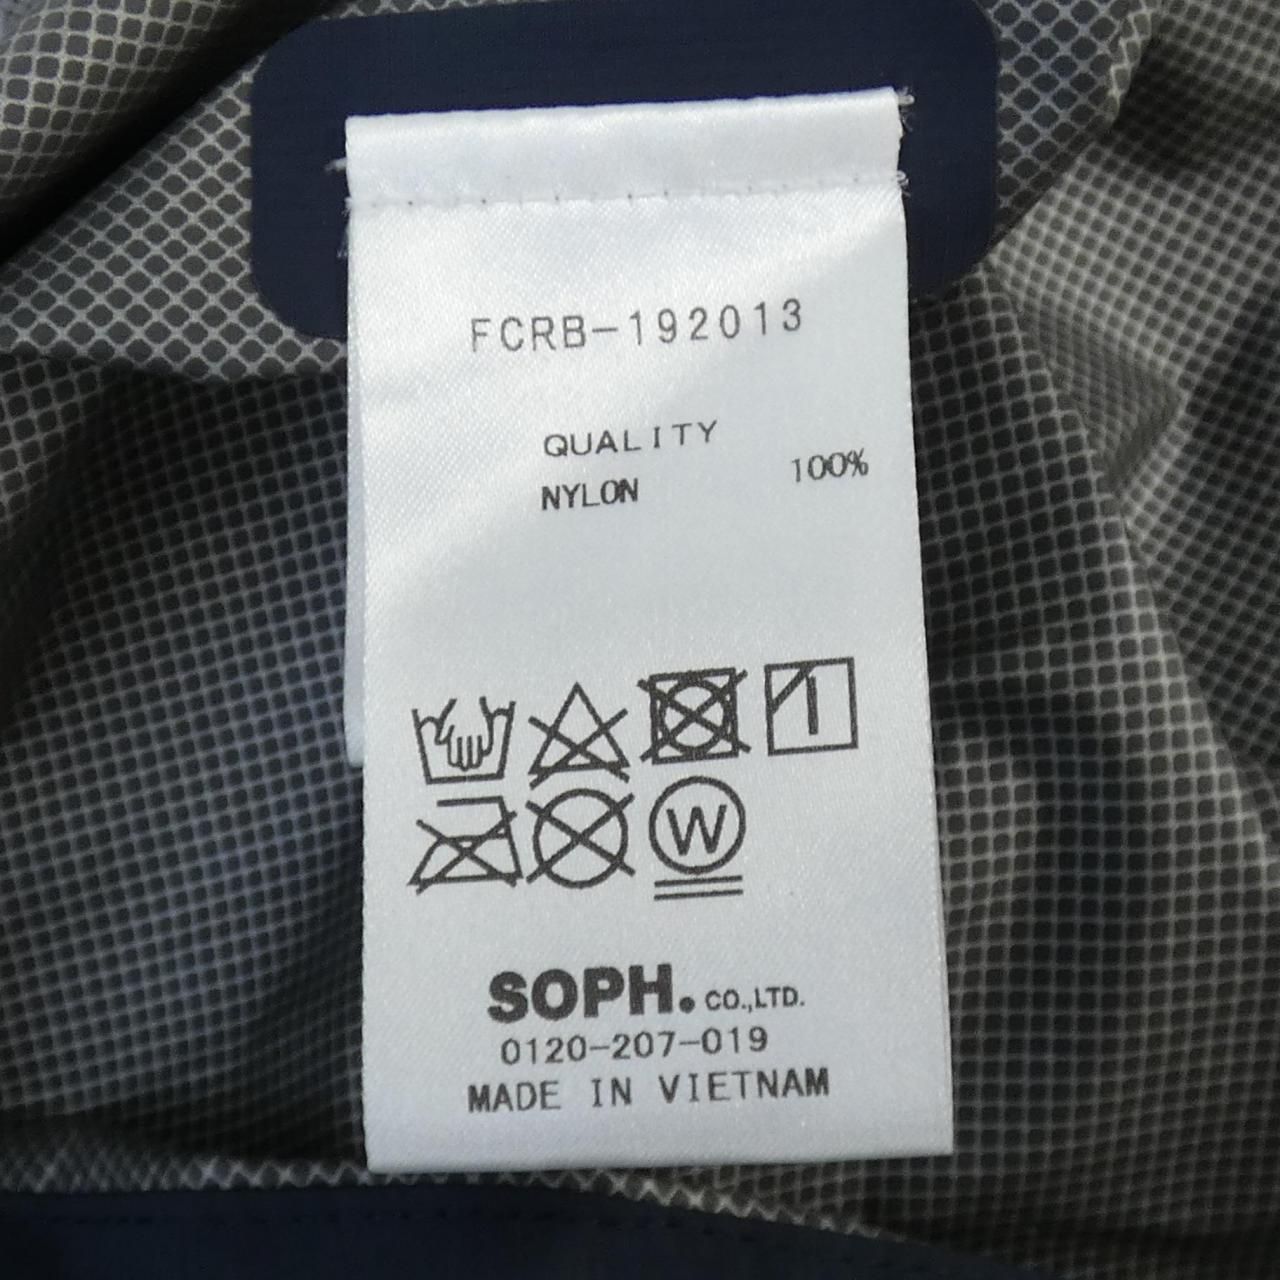 FCRB-192013
QUALITY
NYLON 100%
W
SOPH. CO.,LTD.
0120-207-019
MADE IN VIETNAM